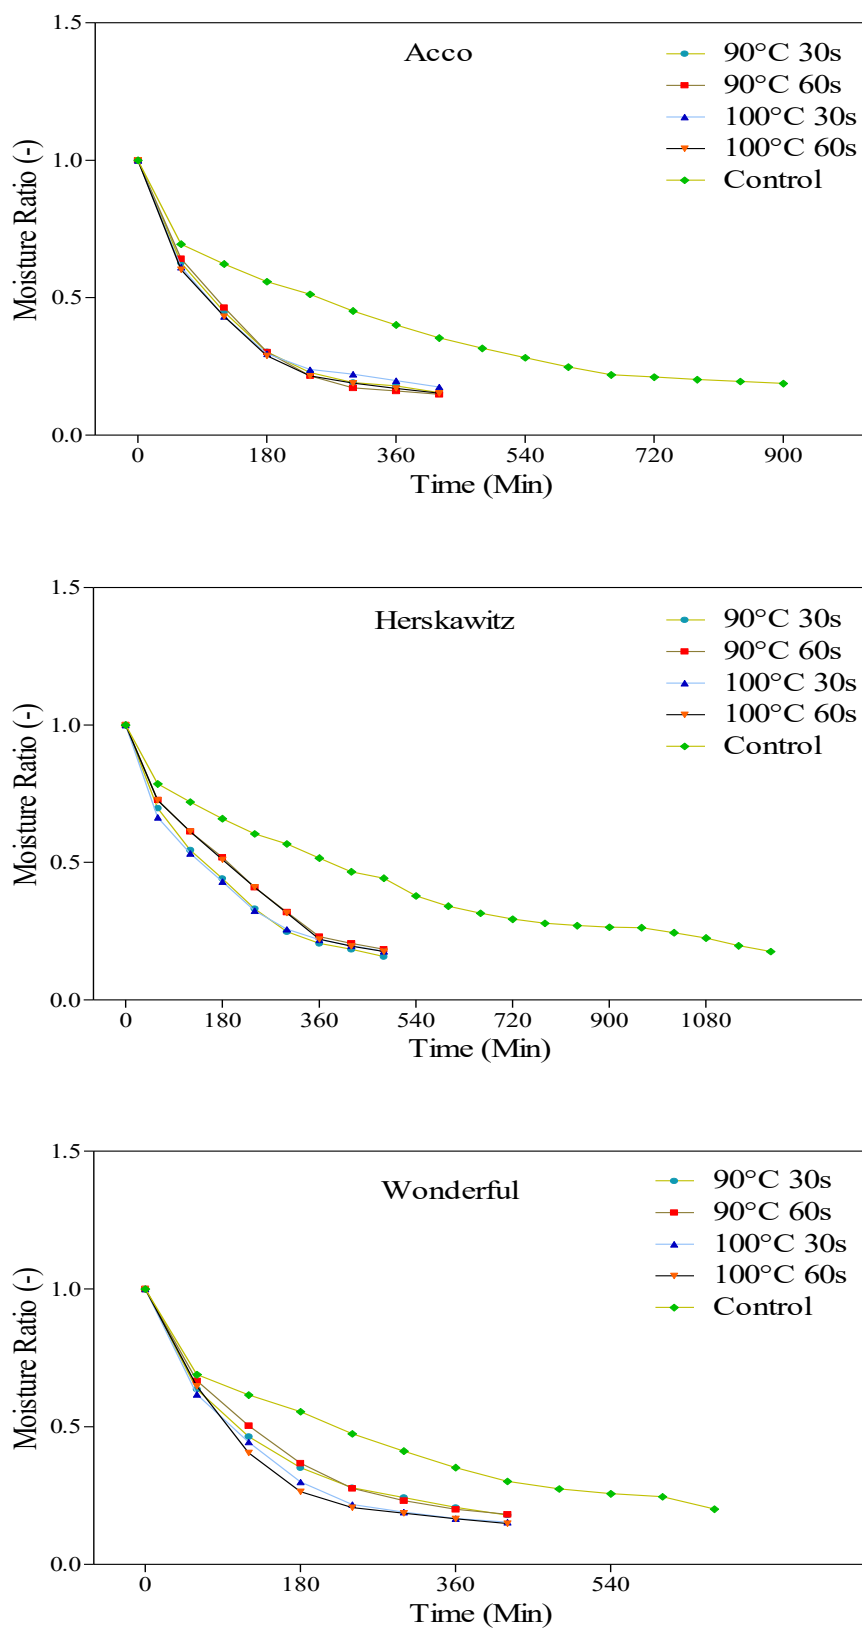 1.5
Acco
90°C 30s
90°C 60s
100°C 30s
100°C 60s
Control
1.0
0.5
0.0
Moisture Ratio (-)
0 180 360 540 720 900
Time (Min)
1.5
Herskawitz
90°C 30s
90°C 60s
100°C 30s
100°C 60s
Control
1.0
0.5
0.0
Moisture Ratio (-)
0 180 360 540 720 900 1080
Time (Min)
1.5
Wonderful
90°C 30s
90°C 60s
100°C 30s
100°C 60s
Control
1.0
0.5
0.0
Moisture Ratio (-)
0 180 360 540
Time (Min)